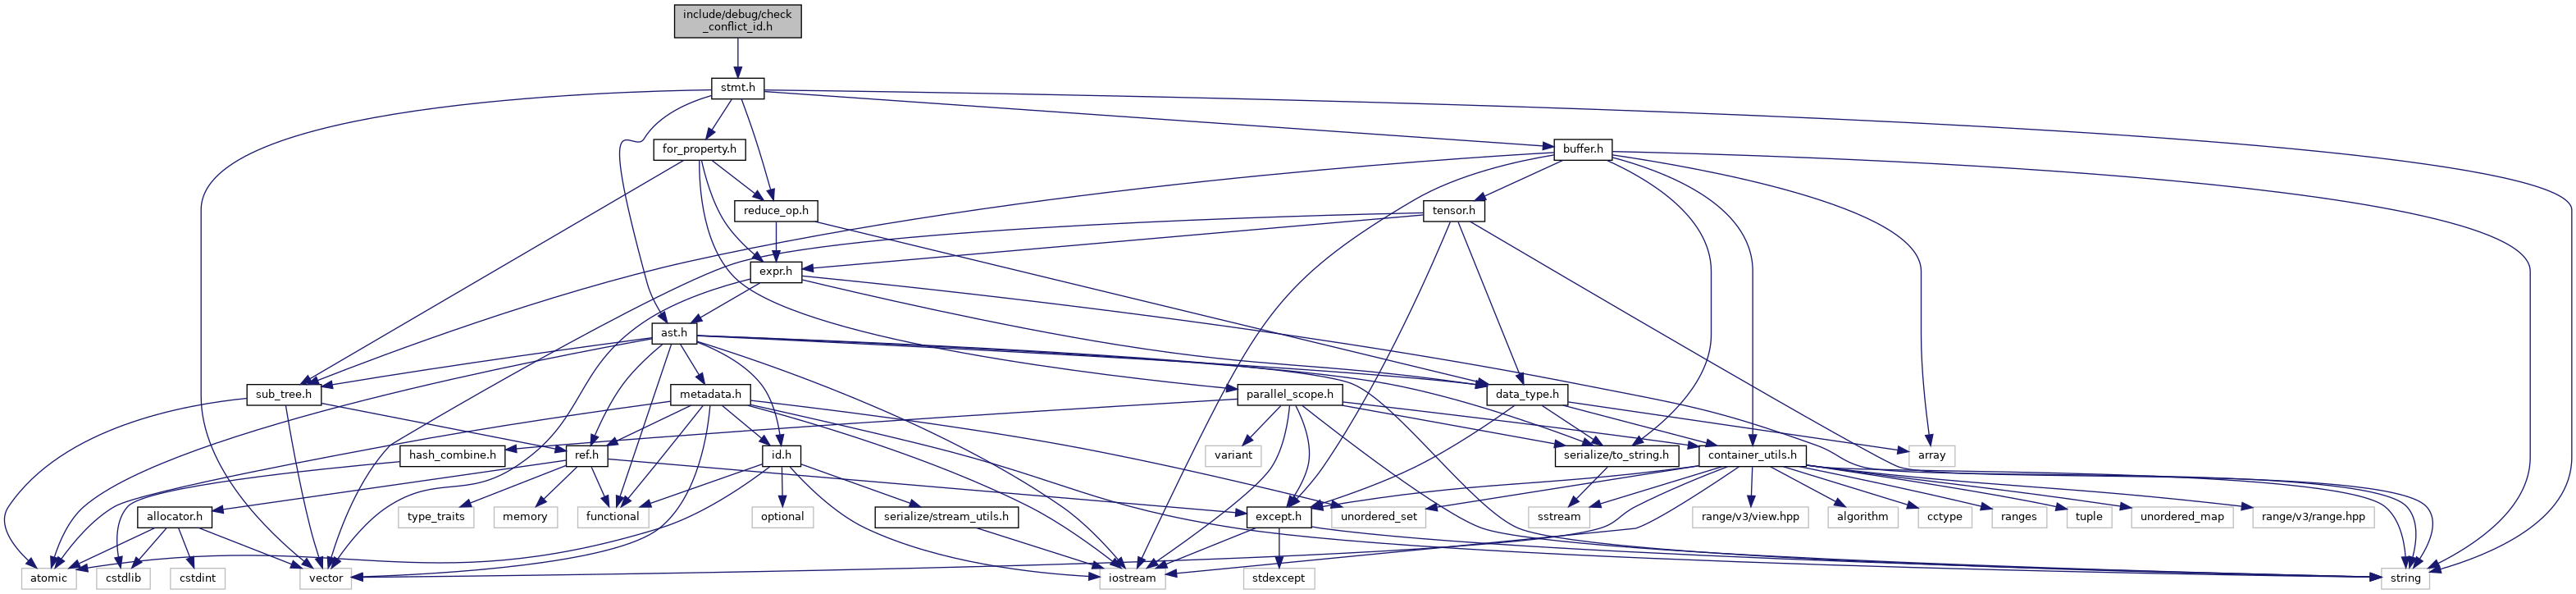 include/debug/check
_conflict_id.h
stmt.h
for_property.h
buffer.h
reduce_op.h
tensor.h
expr.h
ast.h
sub_tree.h
metadata.h
parallel_scope.h
data_type.h
hash_combine.h
ref.h
id.h
variant
serialize/to_string.h
container_utils.h
array
allocator.h
type_traits
memory
functional
optional
serialize/stream_utils.h
except.h
unordered_set
sstream
range/v3/view.hpp
algorithm
cctype
ranges
tuple
unordered_map
range/v3/range.hpp
atomic
cstdlib
cstdint
vector
iostream
stdexcept
string